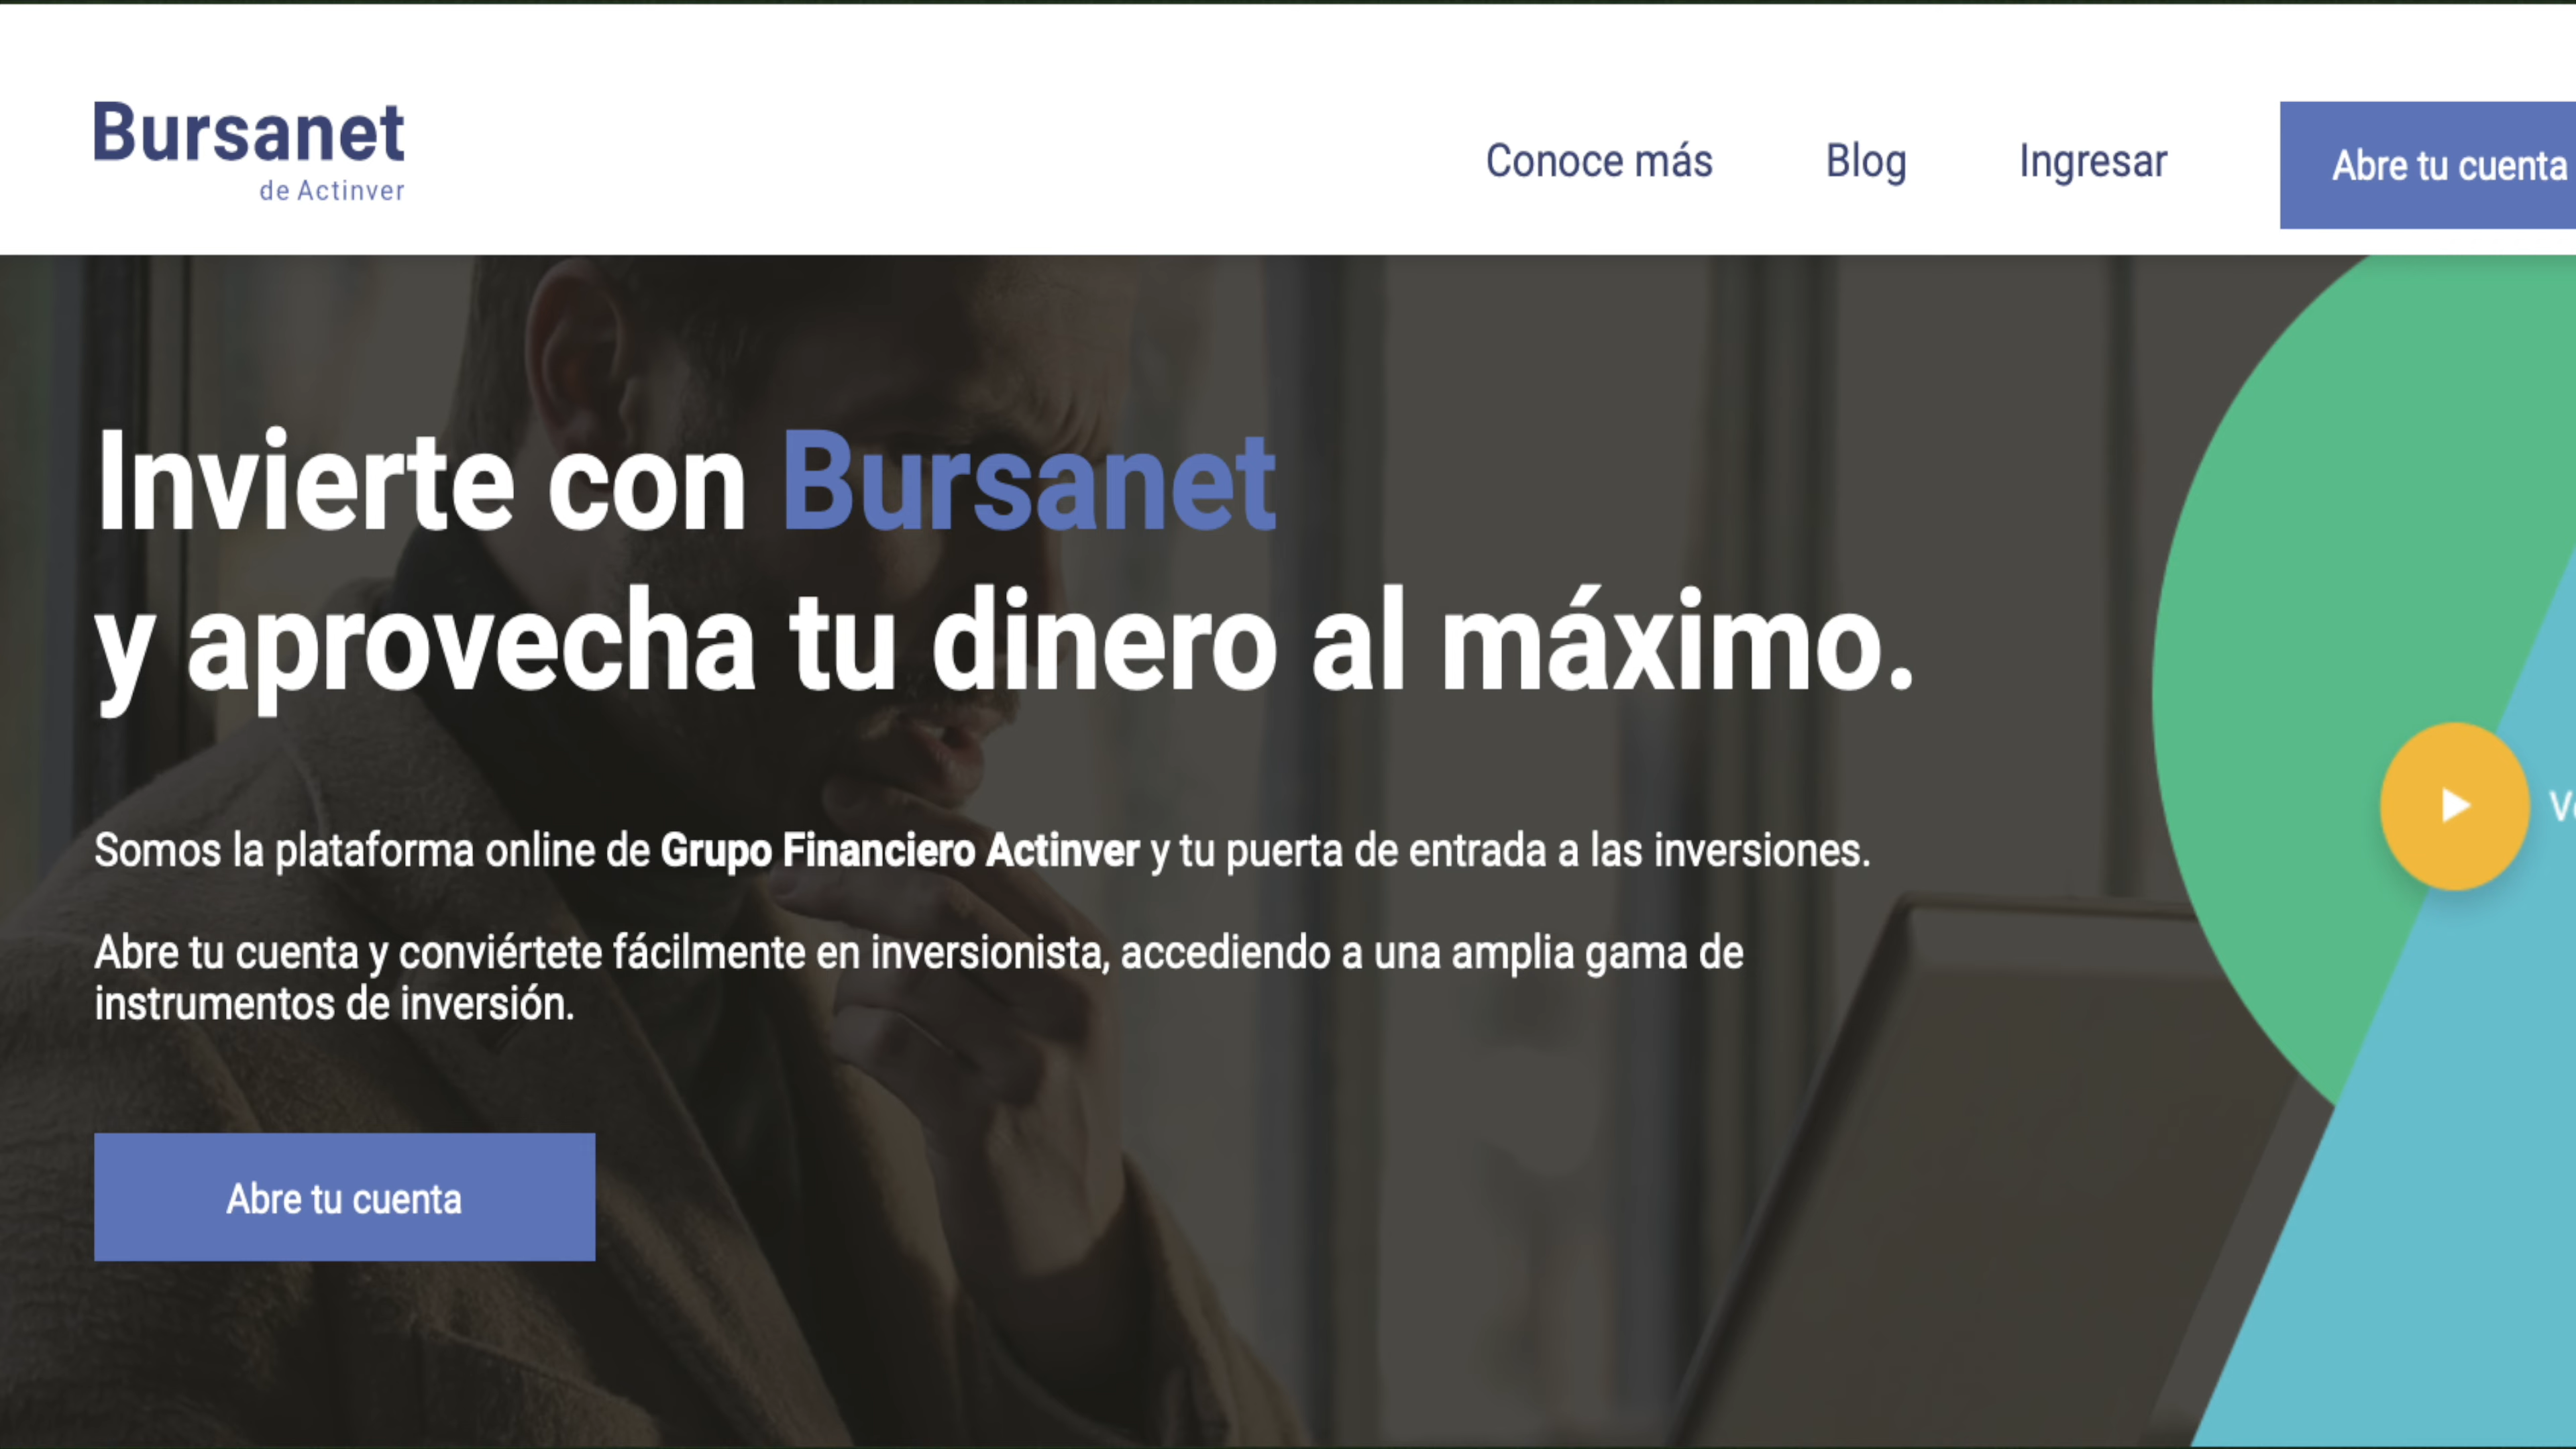 Bursanet
de Actinver
Conoce más
Blog
Ingresar
Abre tu cuenta
Invierte con Bursanet
y aprovecha tu dinero al máximo.
Somos la plataforma online de Grupo Financiero Actinver y tu puerta de entrada a las inversiones.
Abre tu cuenta y conviértete fácilmente en inversionista, accediendo a una amplia gama de
instrumentos de inversión.
Abre tu cuenta